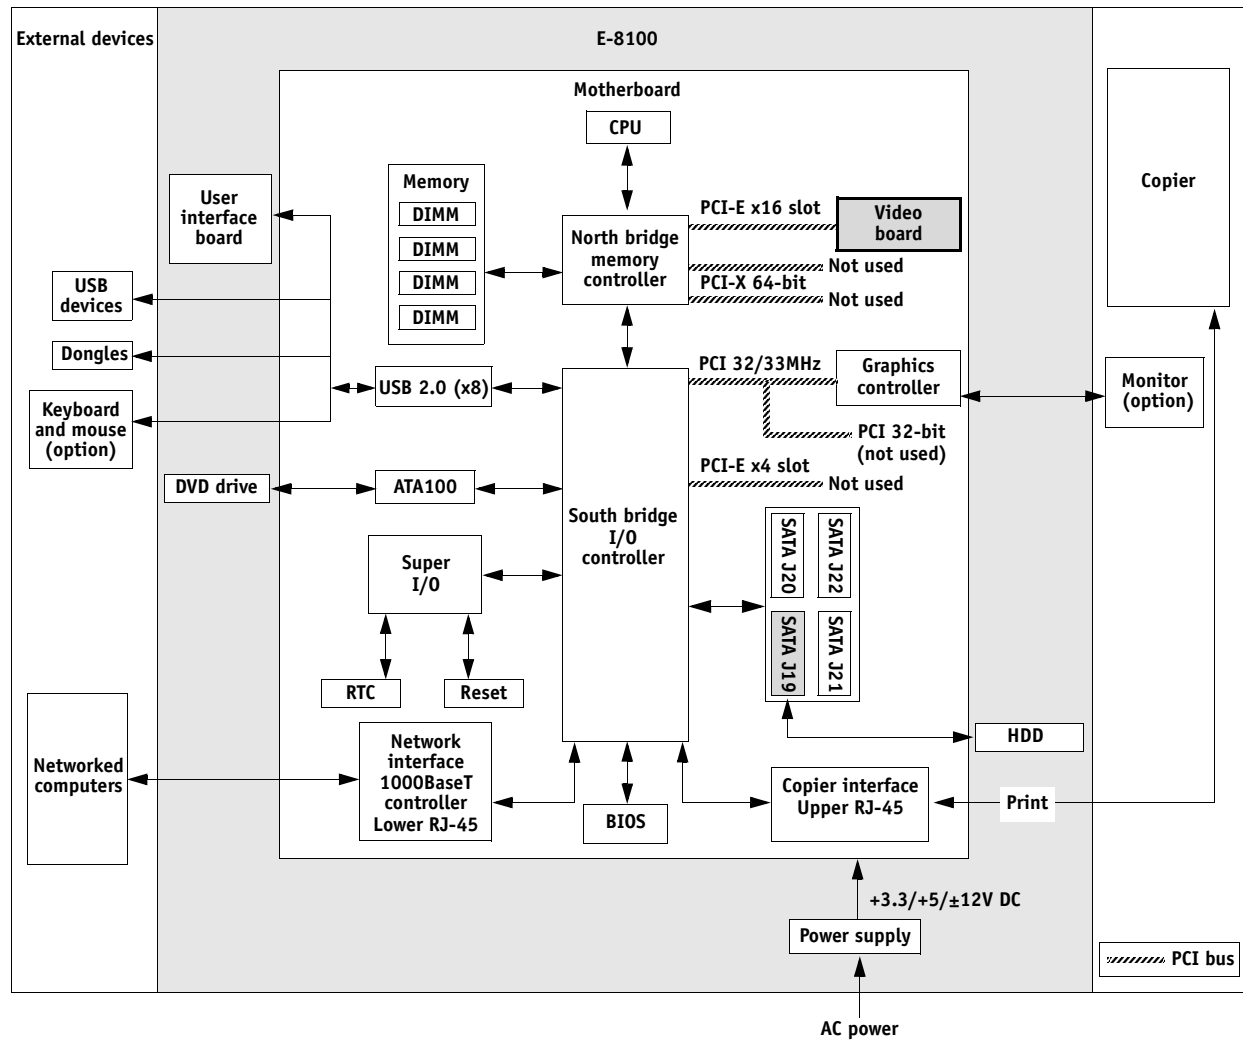 External devices
E-8100
Motherboard
CPU
Copier
User
interface
board
Memory
DIMM
DIMM
DIMM
DIMM
North bridge
memory
controller
PCI-E x16 slot
Video
board
Not used
PCI-X 64-bit
Not used
USB
devices
Dongles
Keyboard
and mouse
(option)
USB 2.0 (x8)
PCI 32/33MHz
Graphics
controller
Monitor
(option)
PCI 32-bit
(not used)
PCI-E x4 slot
Not used
DVD drive
ATA100
South bridge
I/O
controller
Super
I/O
SATA J20
SATA J22
SATA J19
SATA J21
RTC
Reset
HDD
Networked
computers
Network
interface
1000BaseT
controller
Lower RJ-45
BIOS
Copier interface
Upper RJ-45
Print
+3.3/+5/±12V DC
Power supply
PCI bus
AC power